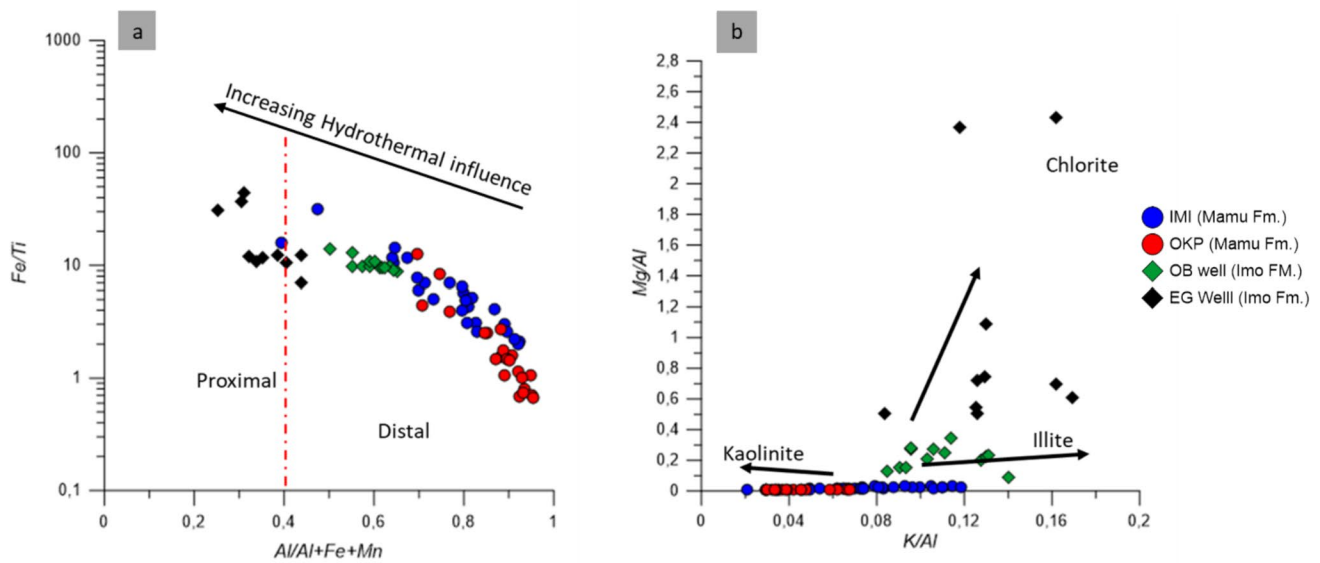 a
1000
100
10
1
0,1
Fe/Ti
Increasing Hydrothermal influence
Proximal
Distal
0
0,2
0,4
0,6
0,8
1
Al/Al+Fe+Mn
b
2,8
2,6
2,4
2,2
2
1,8
1,6
1,4
1,2
1
0,8
0,6
0,4
0,2
0
Mg/Al
Chlorite
Kaolinite
Illite
0
0,04
0,08
0,12
0,16
0,2
K/Al
IMI (Mamu Fm.)
OKP (Mamu Fm.)
OB well (Imo FM.)
EG Welll (Imo Fm.)